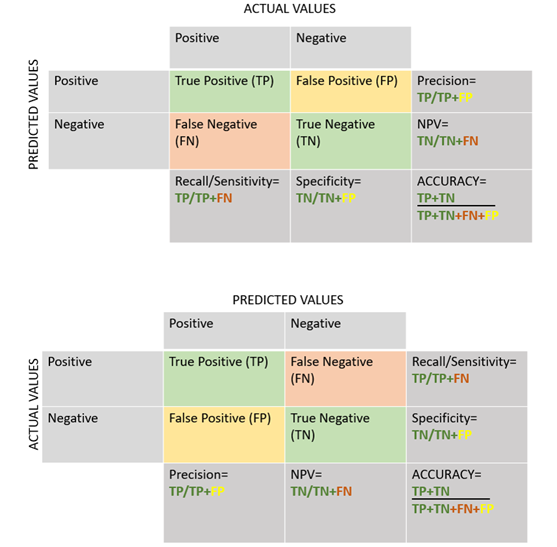 ACTUAL VALUES
Positive
Negative
PREDICTED VALUES
Positive
True Positive (TP)
False Positive (FP)
Precision=
TP/TP+FP
Negative
False Negative
(FN)
True Negative
(TN)
NPV=
TN/TN+FN
Recall/Sensitivity=
TP/TP+FN
Specificity=
TN/TN+FP
ACCURACY=
TP+TN
TP+TN+FN+FP
PREDICTED VALUES
Positive
Negative
ACTUAL VALUES
Positive
True Positive (TP)
False Negative
(FN)
Recall/Sensitivity=
TP/TP+FN
Negative
False Positive (FP)
True Negative
(TN)
Specificity=
TN/TN+FP
Precision=
TP/TP+FP
NPV=
TN/TN+FN
ACCURACY=
TP+TN
TP+TN+FN+FP